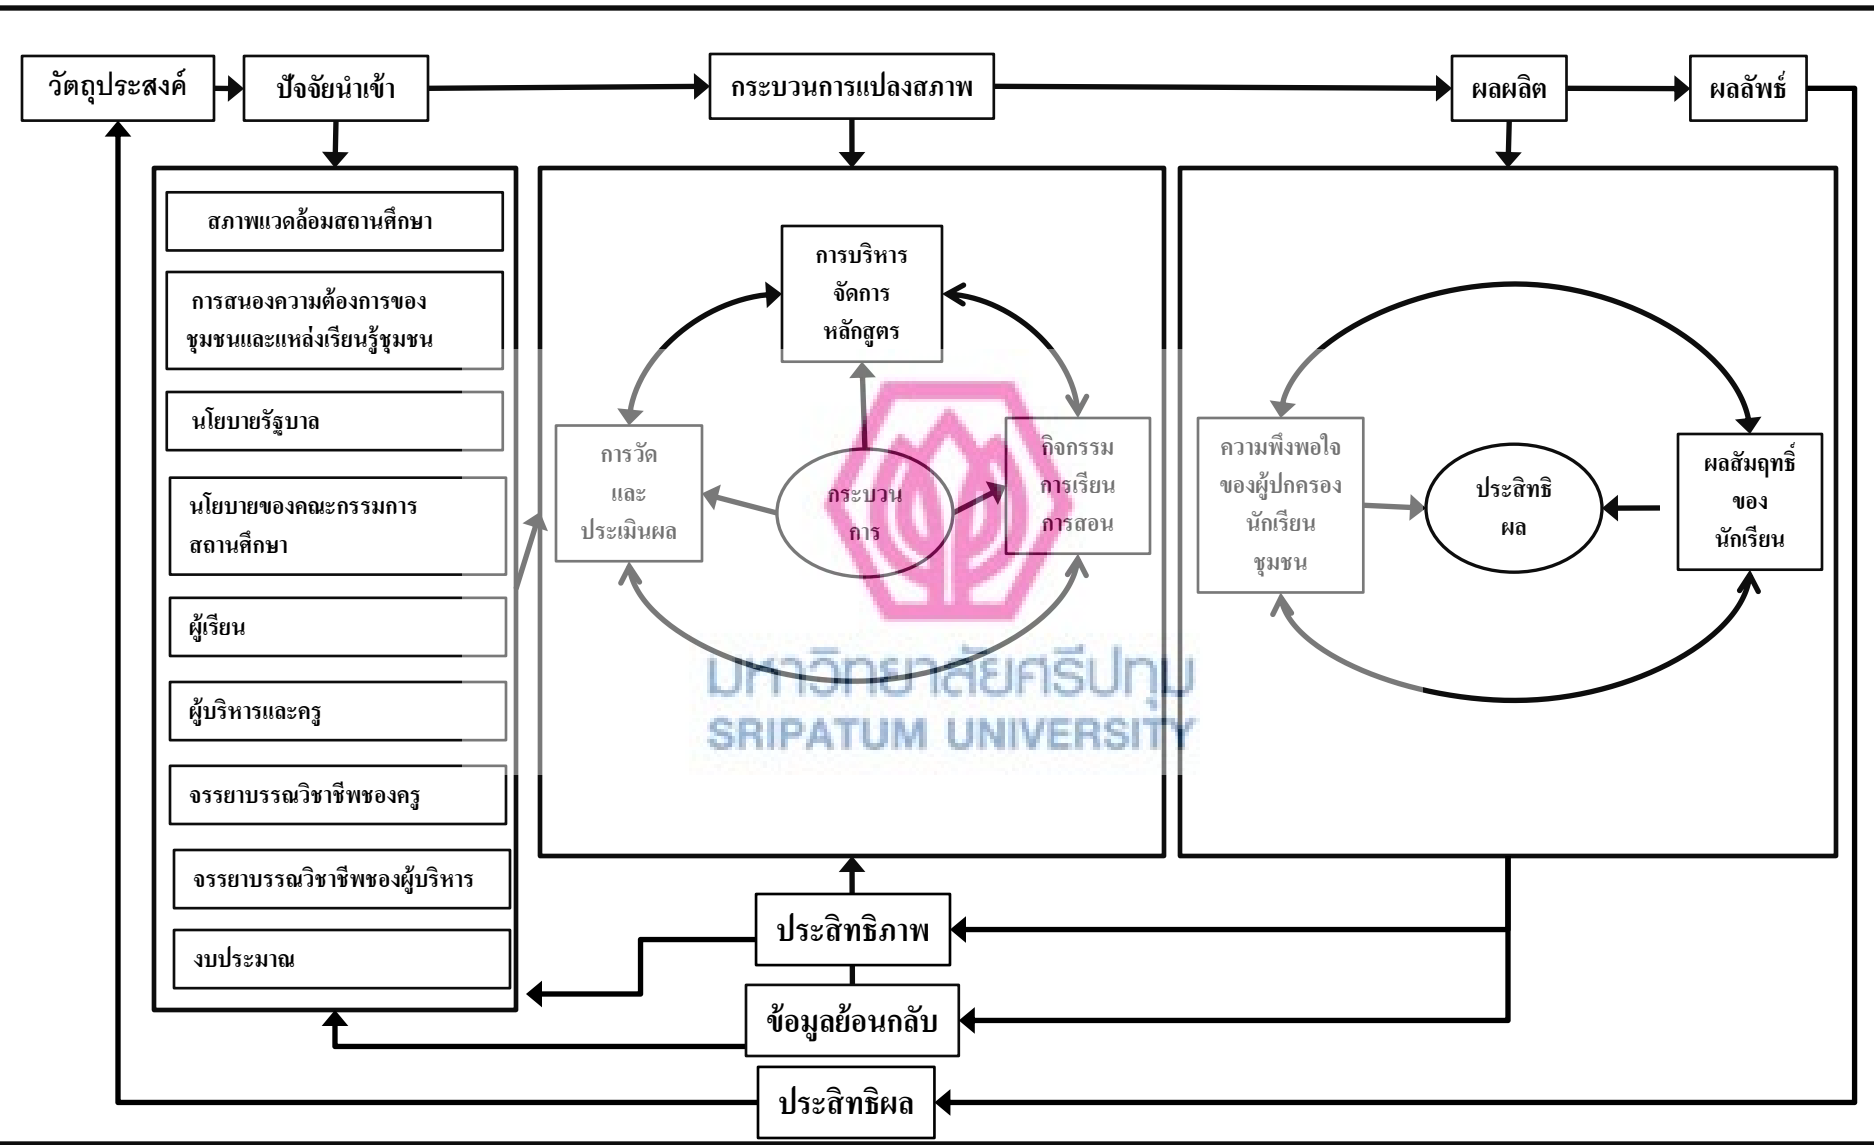 วัตถุประสงค์
ปัจจัยนำเข้า
กระบวนการแปลงสภาพ
ผลผลิต
ผลลัพธ์
สภาพแวดล้อมสถานศึกษา
การสนองความต้องการของ
ชุมชนและแหล่งเรียนรู้ชุมชน
นโยบายรัฐบาล
นโยบายของคณะกรรมการ
สถานศึกษา
ผู้เรียน
ผู้บริหารและครู
จรรยาบรรณวิชาชีพชองครู
จรรยาบรรณวิชาชีพชองผู้บริหาร
งบประมาณ
การบริหาร
จัดการ
หลักสูตร
การวัด
และ
ประเมินผล
กระบวน
การ
กิจกรรม
การเรียน
การสอน
ความพึงพอใจ
ของผู้ปกครอง
นักเรียน
ชุมชน
ประสิทธิ
ผล
ผลสัมฤทธิ์
ของ
นักเรียน
มหาวิทยาลัยศรีปทุม
SRIPATUM UNIVERSITY
ประสิทธิภาพ
ข้อมูลย้อนกลับ
ประสิทธิผล